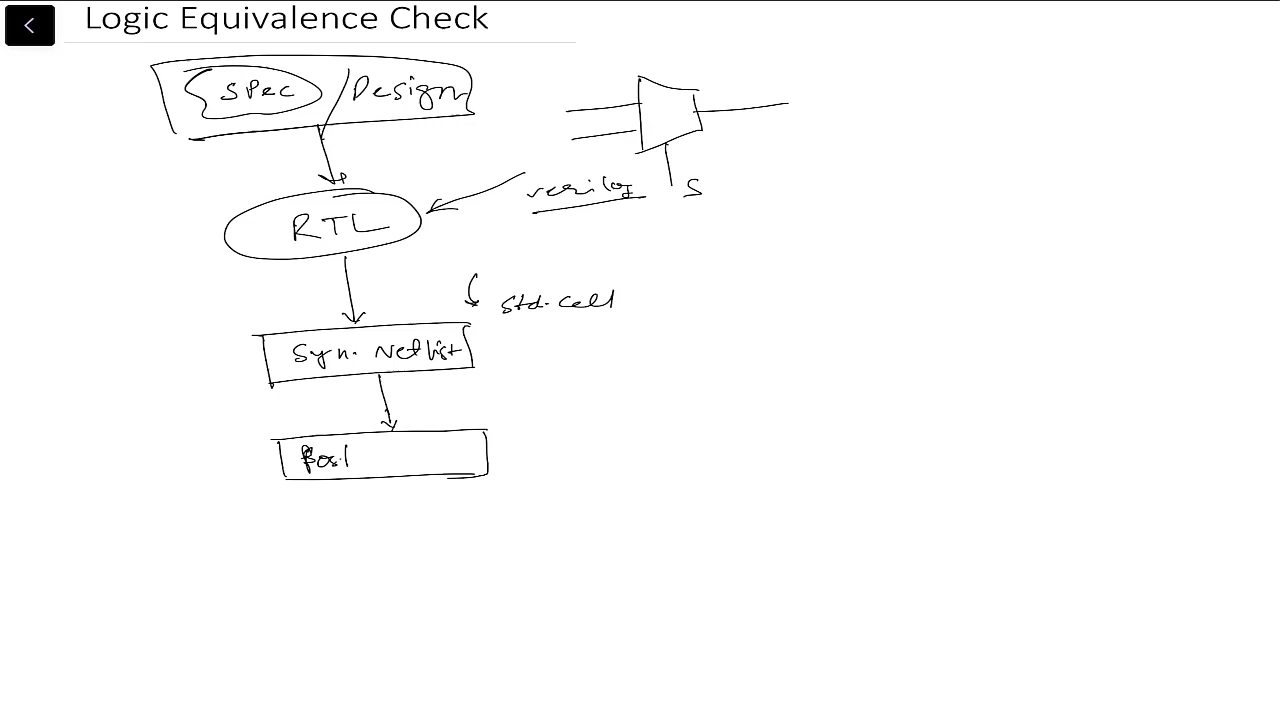 Logic Equivalence Check
Spec / Design
verilog
S
RTL
Std. Cell
Syn. Netlist